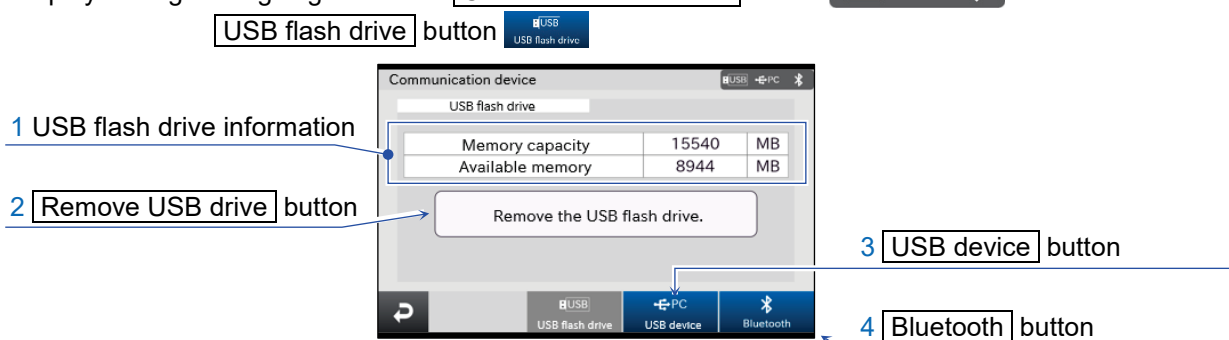 USB flash drive button USB
USB flash drive
Communication device USB PC
USB flash drive
1 USB flash drive information
Memory capacity 15540 MB
Available memory 8944 MB
2 Remove USB drive button
Remove the USB flash drive.
3 USB device button
USB PC
USB flash drive USB device Bluetooth
4 Bluetooth button